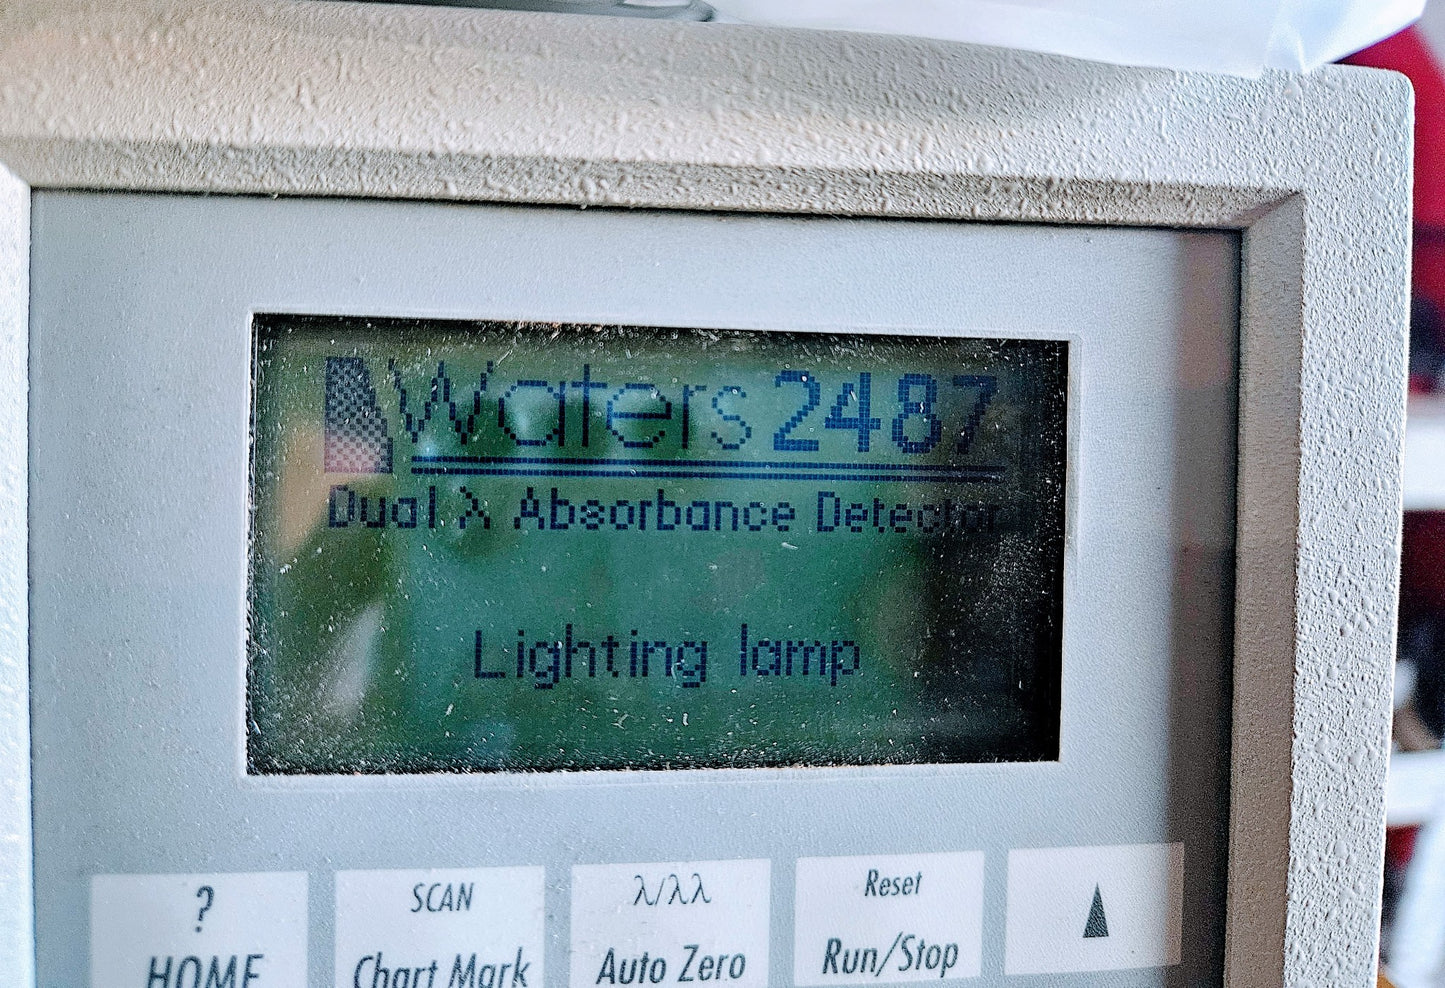 Waters 2487
Dual λ Absorbance Detector
Lighting lamp
?
HOME
SCAN
Chart Mark
λ/λλ
Auto Zero
Reset
Run/Stop